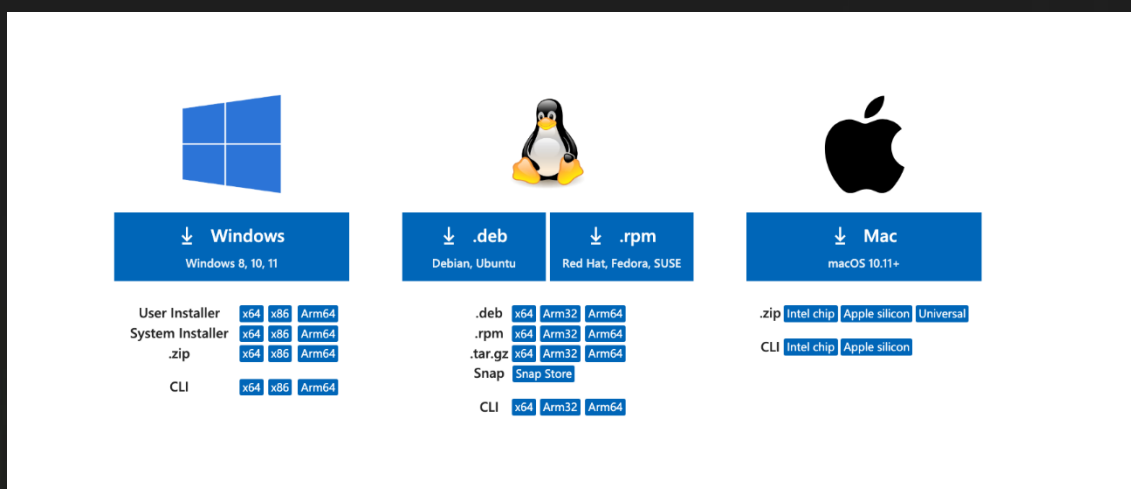 Windows
Windows 8, 10, 11
User Installer x64 x86 Arm64
System Installer x64 x86 Arm64
.zip x64 x86 Arm64
CLI x64 x86 Arm64
.deb
Debian, Ubuntu
.rpm
Red Hat, Fedora, SUSE
.deb x64 Arm32 Arm64
.rpm x64 Arm32 Arm64
.tar.gz x64 Arm32 Arm64
Snap Snap Store
CLI x64 Arm32 Arm64
Mac
macOS 10.11+
.zip Intel chip Apple silicon Universal
CLI Intel chip Apple silicon